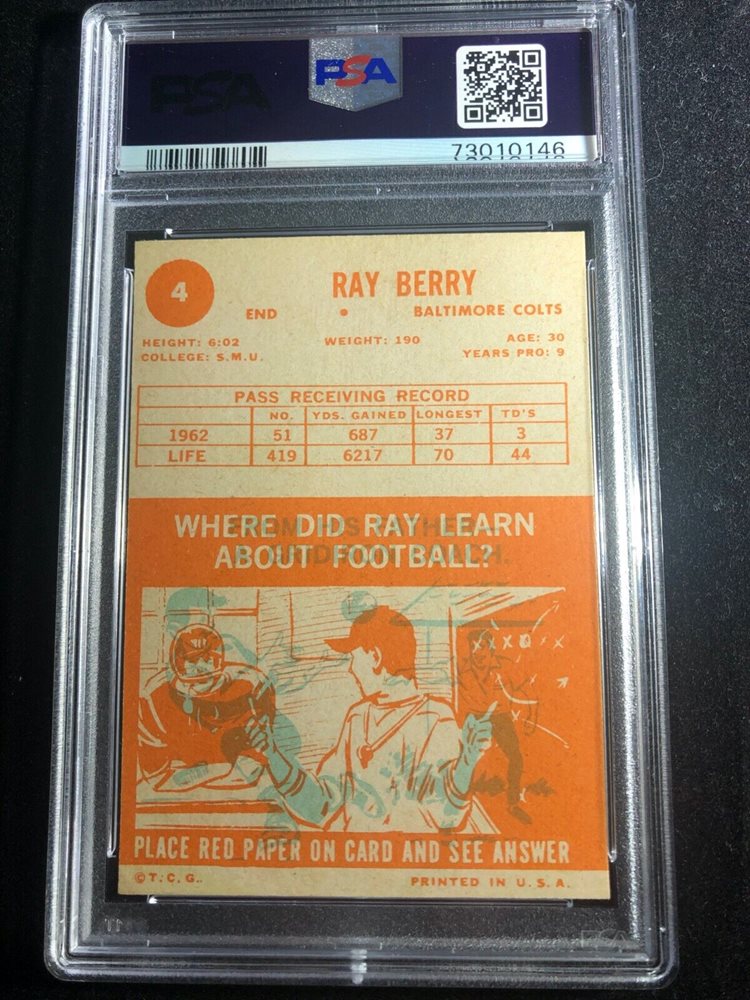 PSA
PSA
73010146
4
RAY BERRY
END • BALTIMORE COLTS
HEIGHT: 6:02 WEIGHT: 190 AGE: 30
COLLEGE: S.M.U. YEARS PRO: 9
PASS RECEIVING RECORD
NO. YDS. GAINED LONGEST TD'S
1962 51 687 37 3
LIFE 419 6217 70 44
WHERE DID RAY LEARN
ABOUT FOOTBALL?
PLACE RED PAPER ON CARD AND SEE ANSWER
©T.C.G. PRINTED IN U.S.A.
PSA